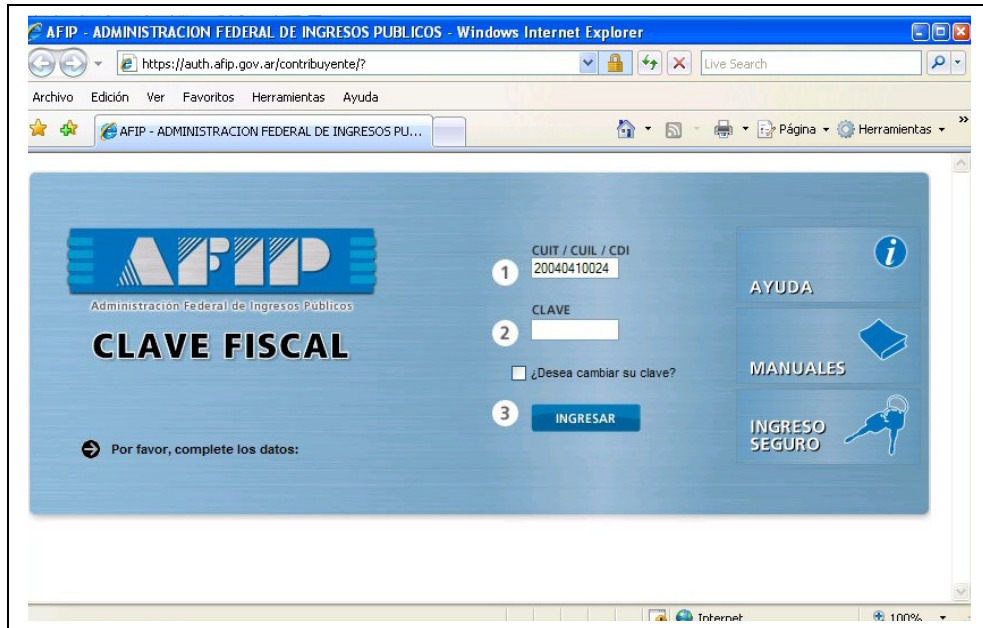 AFIP - ADMINISTRACION FEDERAL DE INGRESOS PUBLICOS - Windows Internet Explorer
https://auth.afip.gov.ar/contribuyente/?
Live Search
Archivo Edición Ver Favoritos Herramientas Ayuda
AFIP - ADMINISTRACION FEDERAL DE INGRESOS PU...
Página Herramientas »
AFIP
Administración Federal de Ingresos Públicos
CLAVE FISCAL
Por favor, complete los datos:
CUIT / CUIL / CDI
1 20040410024
CLAVE
2
¿Desea cambiar su clave?
3 INGRESAR
AYUDA
MANUALES
INGRESO
SEGURO
Internet 100%